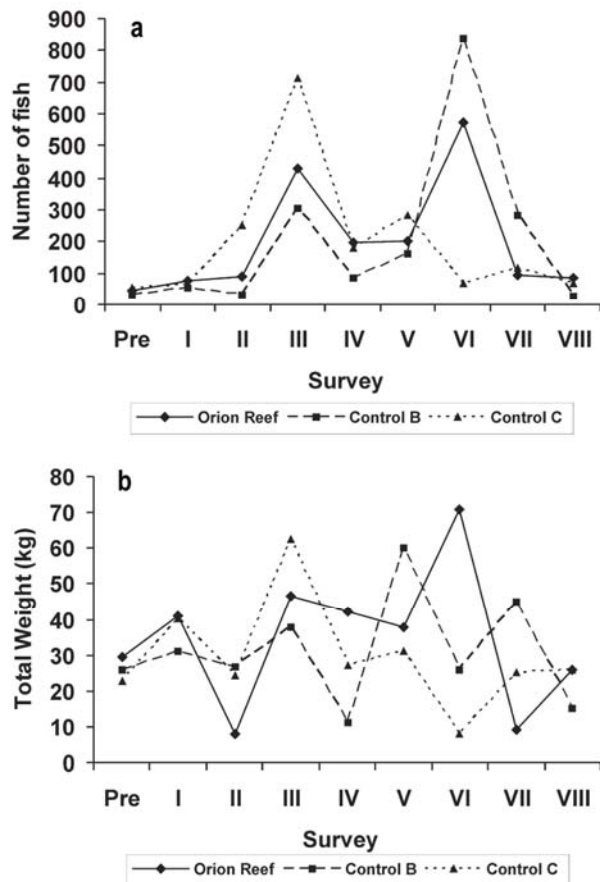 a
900
800
700
600
500
400
300
200
100
0
Number of fish
Pre I II III IV V VI VII VIII
Survey
Orion Reef Control B Control C
b
80
70
60
50
40
30
20
10
0
Total Weight (kg)
Pre I II III IV V VI VII VIII
Survey
Orion Reef Control B Control C